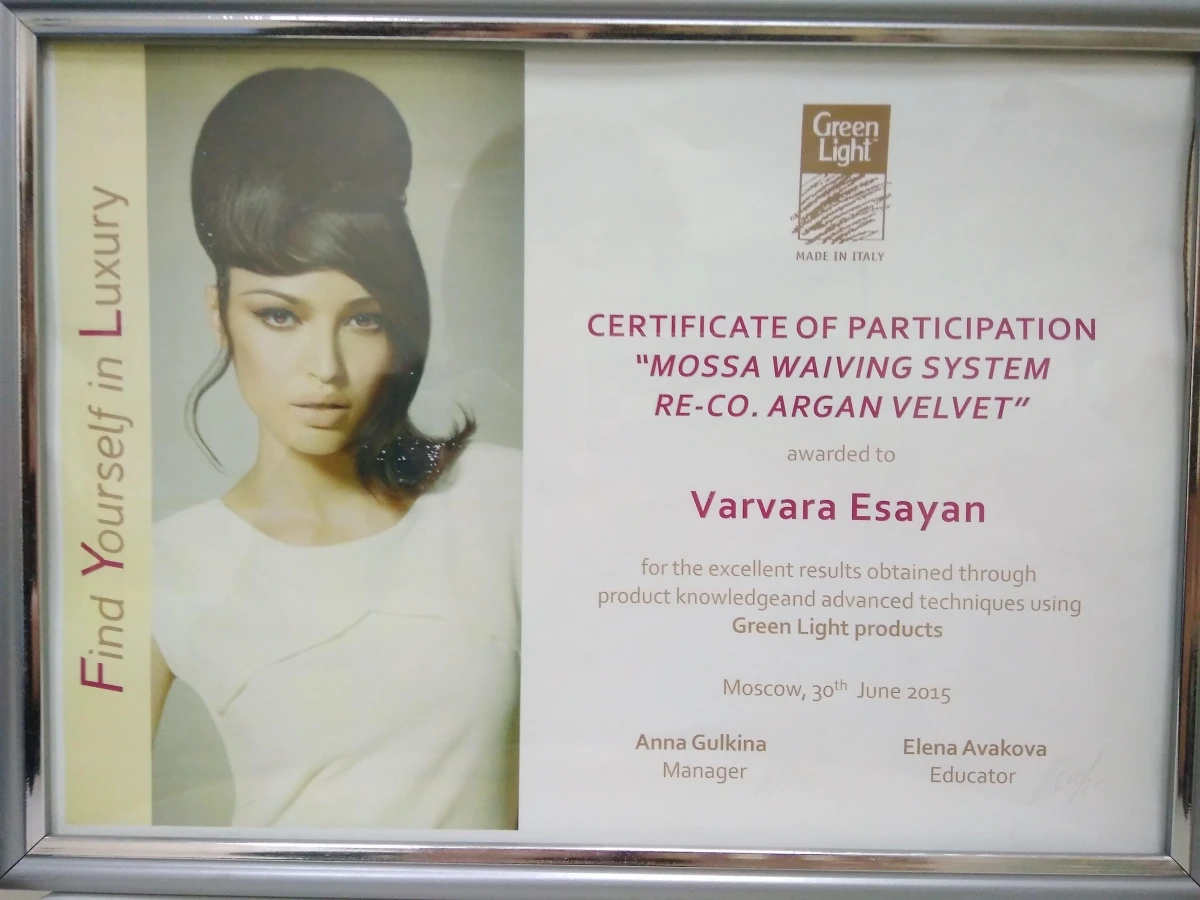 Find Yourself in Luxury
Green
Light™
MADE IN ITALY
CERTIFICATE OF PARTICIPATION
“MOSSA WAIVING SYSTEM
RE-CO. ARGAN VELVET”
awarded to
Varvara Esayan
for the excellent results obtained through
product knowledgeand advanced techniques using
Green Light products
Moscow, 30th June 2015
Anna Gulkina
Manager
Elena Avakova
Educator